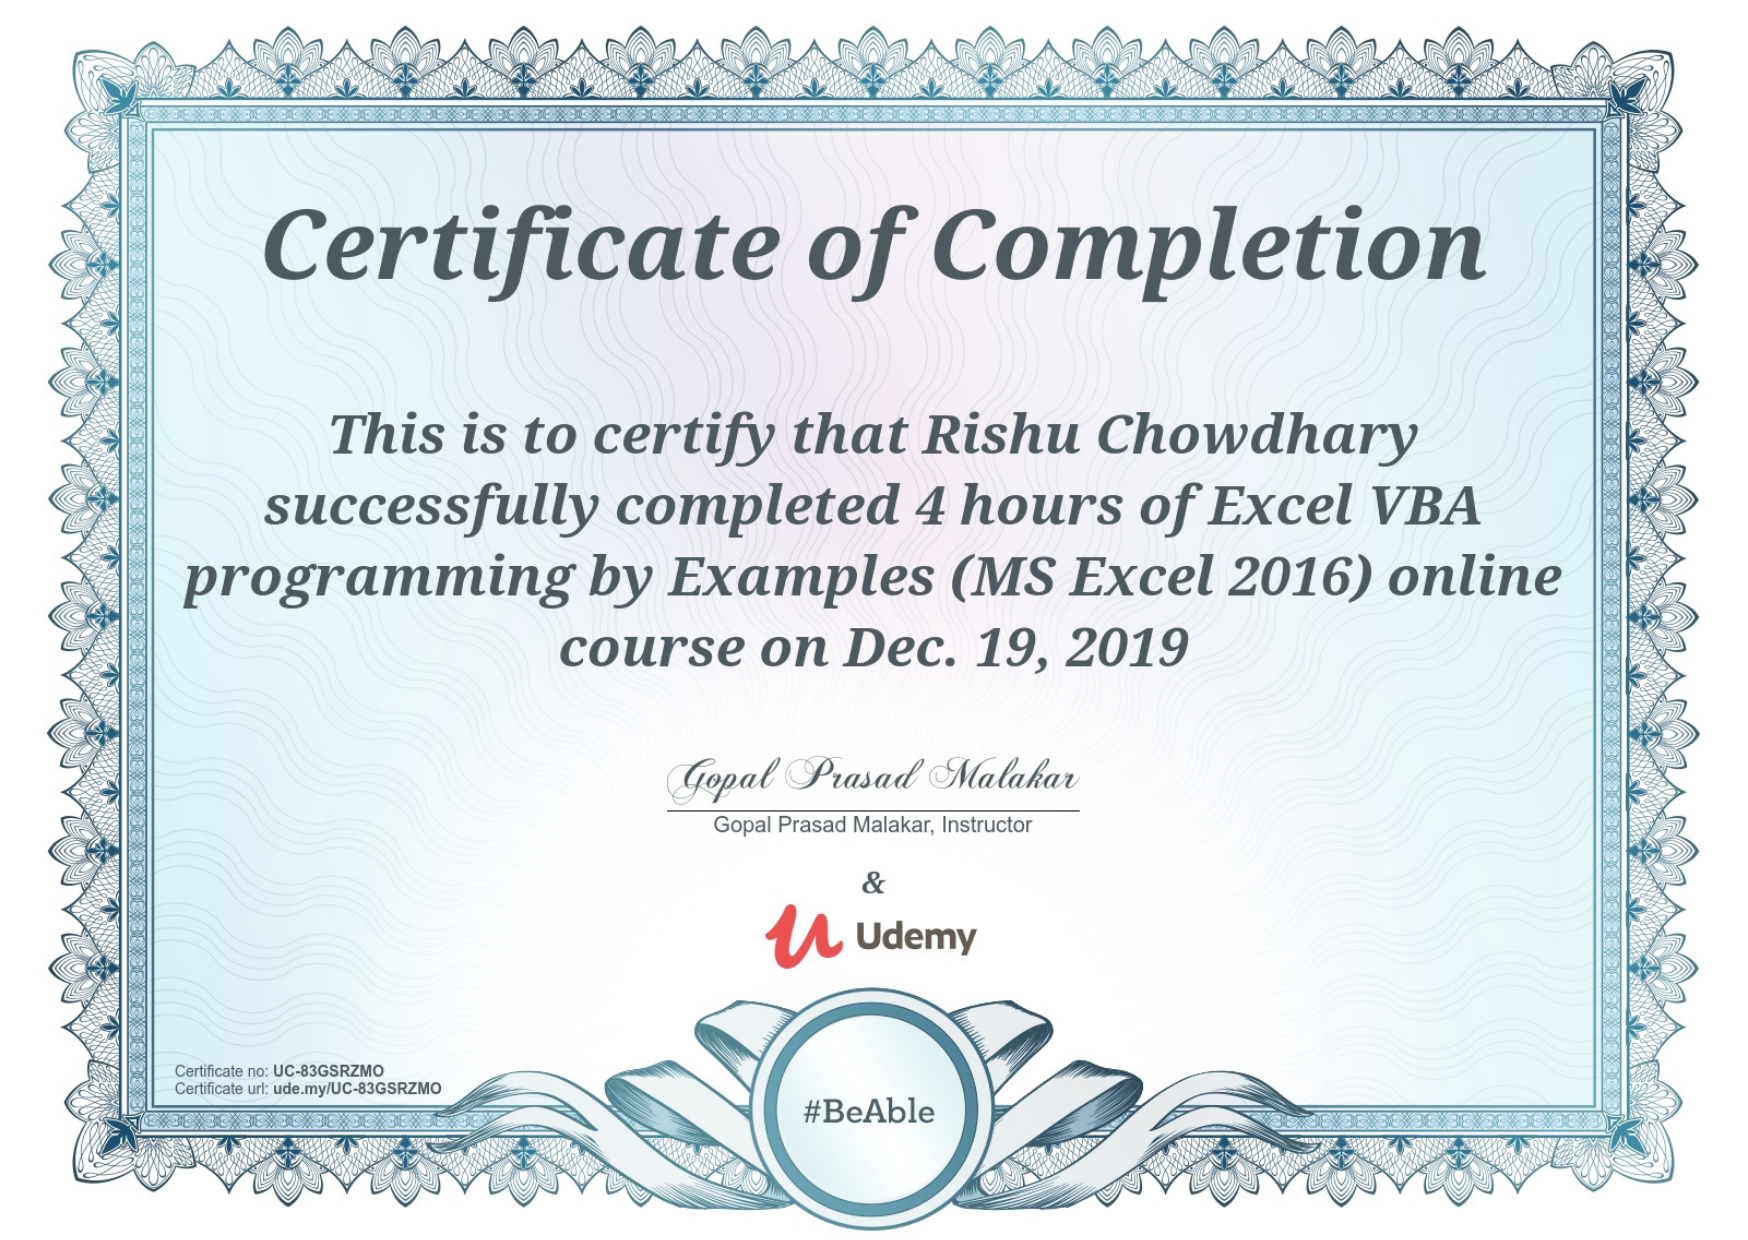 Certificate of Completion
This is to certify that Rishu Chowdhary
successfully completed 4 hours of Excel VBA
programming by Examples (MS Excel 2016) online
course on Dec. 19, 2019
Gopal Prasad Malakar
Gopal Prasad Malakar, Instructor
&
Udemy
Certificate no: UC-83GSRZMO
Certificate url: ude.my/UC-83GSRZMO
#BeAble